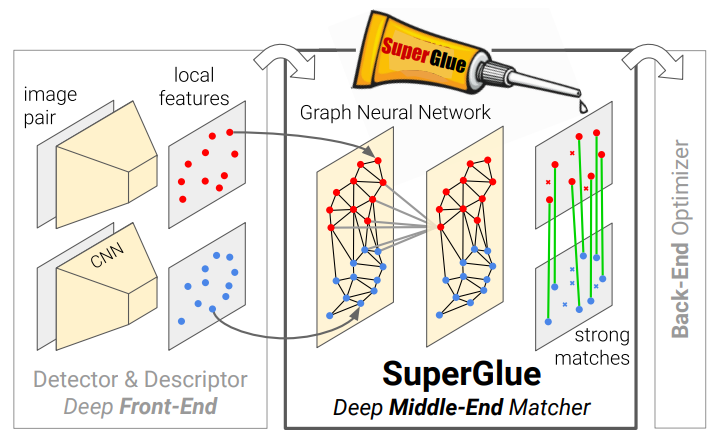 image
pair
local
features
CNN
Detector & Descriptor
Deep Front-End
SuperGlue
Graph Neural Network
strong
matches
SuperGlue
Deep Middle-End Matcher
Back-End Optimizer